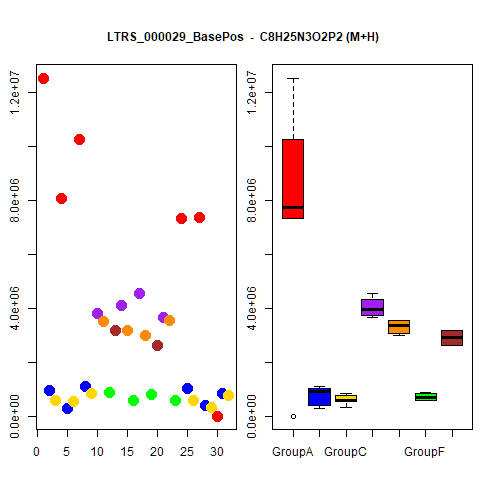 LTRS_000029_BasePos - C8H25N3O2P2 (M+H)
1.2e+07
8.0e+06
4.0e+06
0.0e+00
0 5 10 15 20 25 30
1.2e+07
8.0e+06
4.0e+06
0.0e+00
GroupA GroupC GroupF